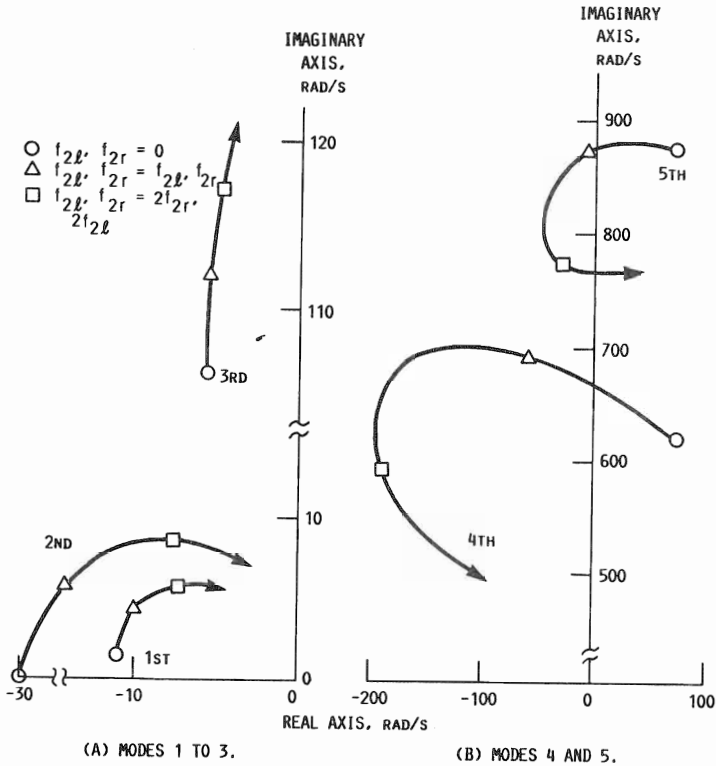 IMAGINARY
AXIS,
RAD/S
IMAGINARY
AXIS,
RAD/S
f2ℓ, f2r = 0
f2ℓ, f2r = f2ℓ, f2r
f2ℓ, f2r = 2f2r,
2f2ℓ
120
110
10
0
3RD
2ND
1ST
-30
-10
0
900
800
700
600
500
5TH
4TH
-200
-100
0
100
REAL AXIS, RAD/S
(A) MODES 1 TO 3.
(B) MODES 4 AND 5.